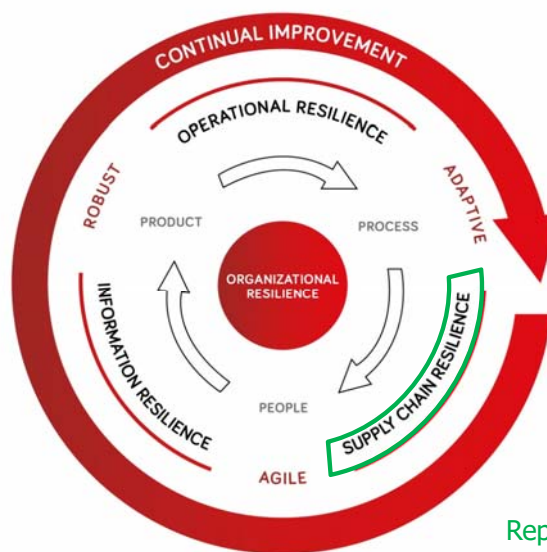 CONTINUAL IMPROVEMENT
OPERATIONAL RESILIENCE
ROBUST
ADAPTIVE
PRODUCT
PROCESS
ORGANIZATIONAL
RESILIENCE
INFORMATION RESILIENCE
SUPPLY CHAIN RESILIENCE
PEOPLE
AGILE
Rep